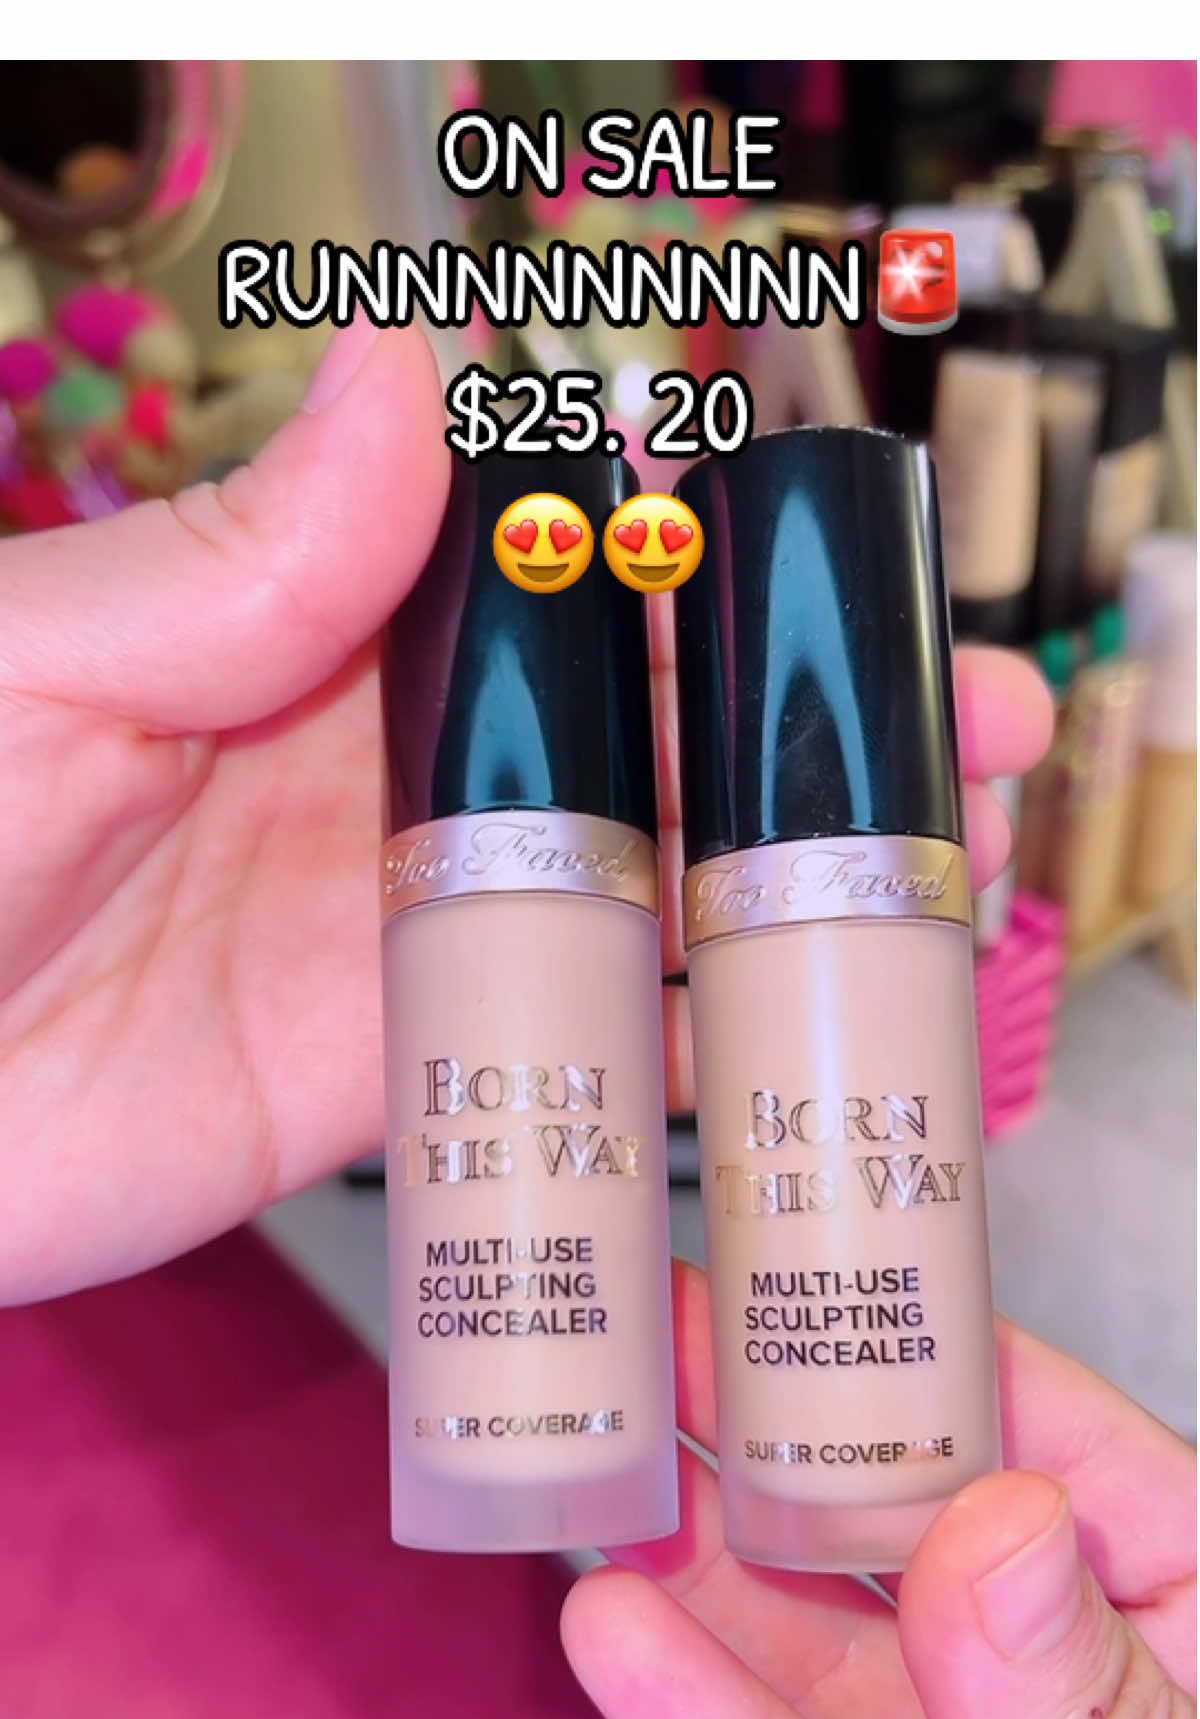 ON SALE
RUNNNNNNNNNN🚨
$25. 20
😍😍
Too Faced
BORN
THIS WAY
MULTI-USE
SCULPTING
CONCEALER
SUPER COVERAGE
Too Faced
BORN
THIS WAY
MULTI-USE
SCULPTING
CONCEALER
SUPER COVERAGE